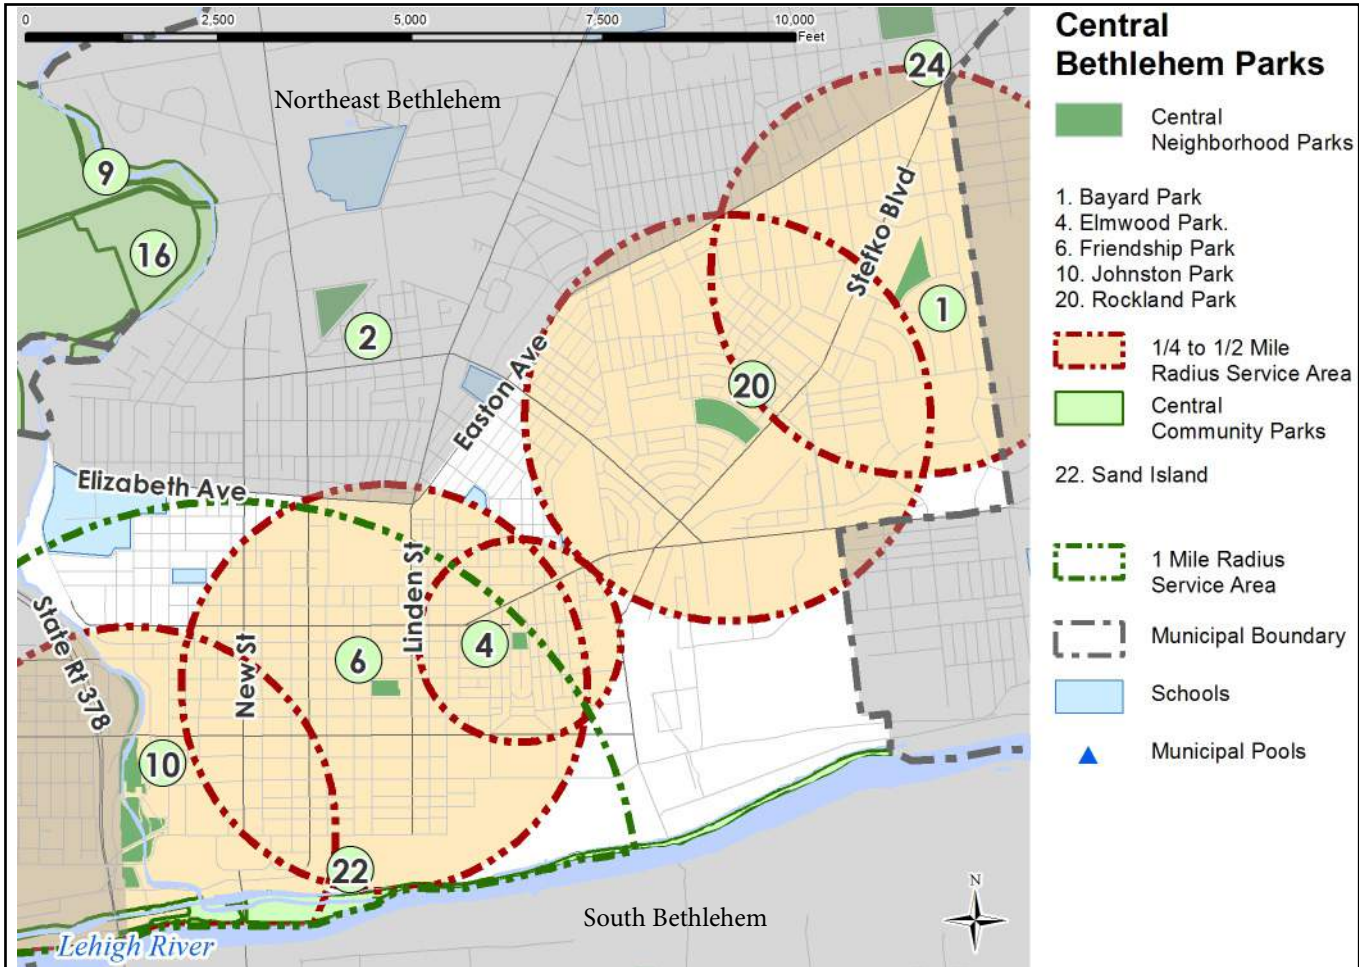 0 2,500 5,000 7,500 10,000
Feet
Northeast Bethlehem
24
9
16
Stefko Blvd
1
2
20
Easton Ave
Elizabeth Ave
Linden St
State Rt 378
New St
6
4
10
22
N
South Bethlehem
Lehigh River
Central
Bethlehem Parks
Central
Neighborhood Parks
1. Bayard Park
4. Elmwood Park.
6. Friendship Park
10. Johnston Park
20. Rockland Park
1/4 to 1/2 Mile
Radius Service Area
Central
Community Parks
22. Sand Island
1 Mile Radius
Service Area
Municipal Boundary
Schools
Municipal Pools